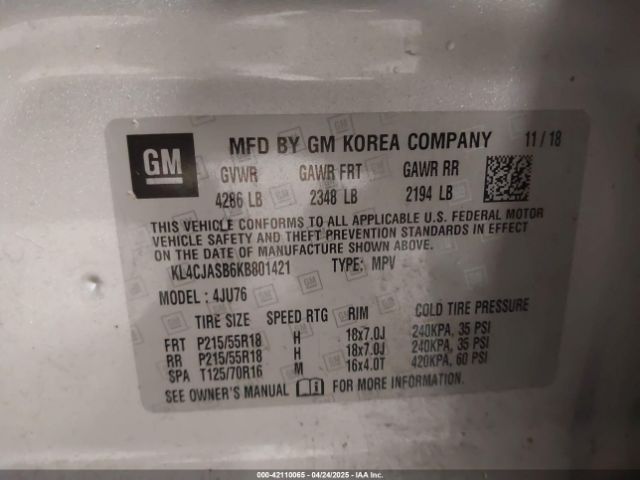 GM
MFD BY GM KOREA COMPANY 11/18
GVWR GAWR FRT GAWR RR
4286 LB 2348 LB 2194 LB
THIS VEHICLE CONFORMS TO ALL APPLICABLE U.S. FEDERAL MOTOR
VEHICLE SAFETY AND THEFT PREVENTION STANDARDS IN EFFECT
ON THE DATE OF MANUFACTURE SHOWN ABOVE.
KL4CJASB6KB801421 TYPE: MPV
MODEL: 4JU76
TIRE SIZE SPEED RTG RIM COLD TIRE PRESSURE
FRT P215/55R18 H 18x7.0J 240KPA, 35 PSI
RR P215/55R18 H 18x7.0J 240KPA, 35 PSI
SPA T125/70R16 M 16x4.0T 420KPA, 60 PSI
SEE OWNER'S MANUAL FOR MORE INFORMATION.
000-42110065 - 04/24/2025 - IAA Inc.